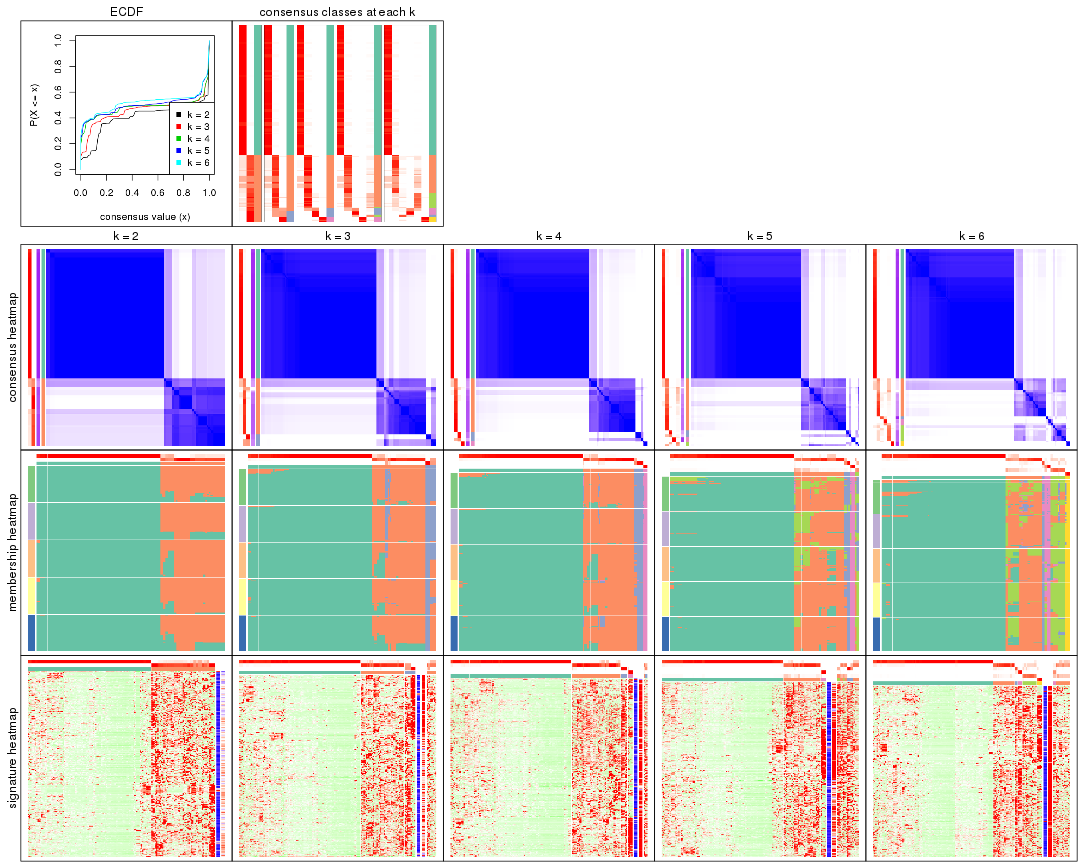 ECDF
consensus classes at each k
P(X <= x)
0.0 0.2 0.4 0.6 0.8 1.0
k = 2
k = 3
k = 4
k = 5
k = 6
0.0 0.2 0.4 0.6 0.8 1.0
consensus value (x)
k = 2
k = 3
k = 4
k = 5
k = 6
consensus heatmap
membership heatmap
signature heatmap